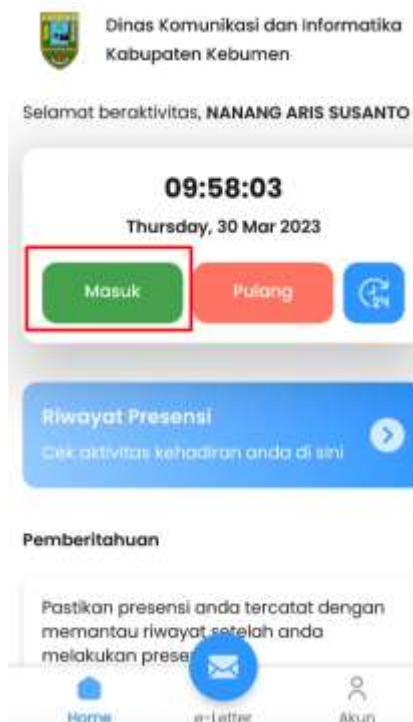 Dinas Komunikasi dan Informatika
Kabupaten Kebumen
Selamat beraktivitas, NANANG ARIS SUSANTO
09:58:03
Thursday, 30 Mar 2023
Masuk
Pulang
24
Riwayat Presensi
Cek aktivitas kehadiran anda di sini
Pemberitahuan
Pastikan presensi anda tercatat dengan
memantau riwayat setelah anda
melakukan
Home
e-Letter
Akun